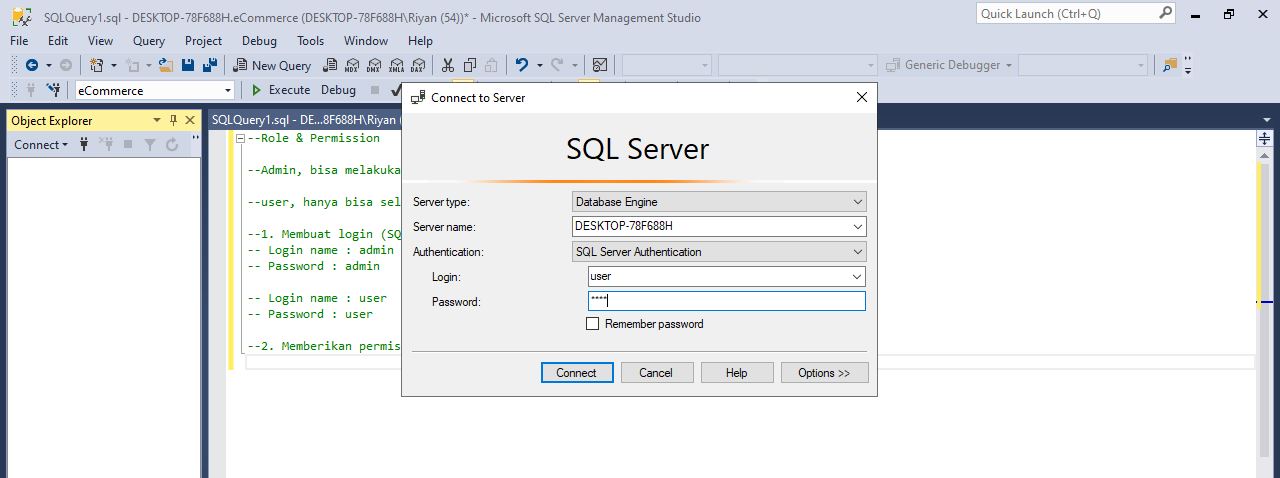 SQLQuery1.sql - DESKTOP-78F688H.eCommerce (DESKTOP-78F688H\Riyan (54))* - Microsoft SQL Server Management Studio
Quick Launch (Ctrl+Q)
File Edit View Query Project Debug Tools Window Help
New Query MDX DMX XMLA DAX Generic Debugger
eCommerce Execute Debug
Object Explorer
Connect
SQLQuery1.sql - DE...8F688H\Riyan (
--Role & Permission
--Admin, bisa melakuka
--user, hanya bisa sel
--1. Membuat login (SQ
-- Login name : admin
-- Password : admin
-- Login name : user
-- Password : user
--2. Memberikan permis
Connect to Server
SQL Server
Server type: Database Engine
Server name: DESKTOP-78F688H
Authentication: SQL Server Authentication
Login: user
Password: ****
Remember password
Connect Cancel Help Options >>